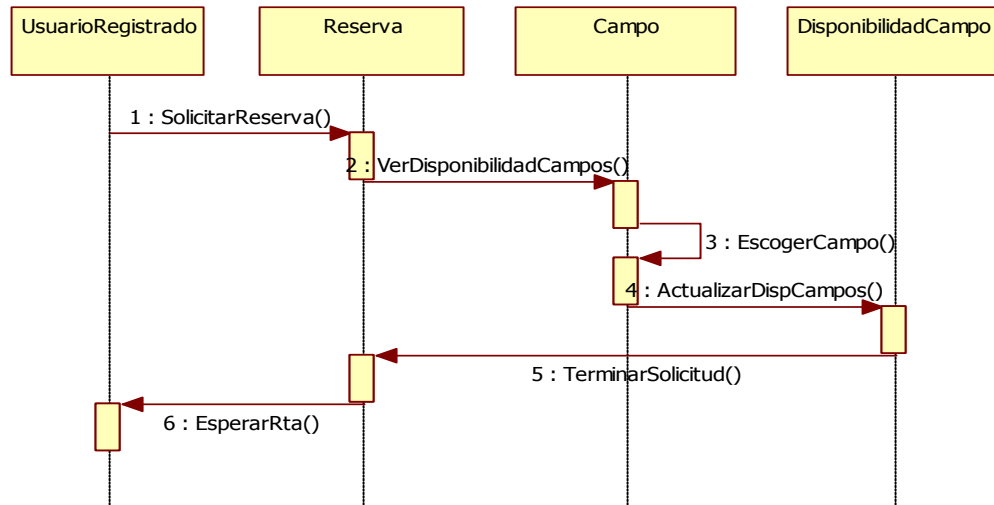 UsuarioRegistrado
Reserva
Campo
DisponibilidadCampo
1 : SolicitarReserva()
2 : VerDisponibilidadCampos()
3 : EscogerCampo()
4 : ActualizarDispCampos()
5 : TerminarSolicitud()
6 : EsperarRta()